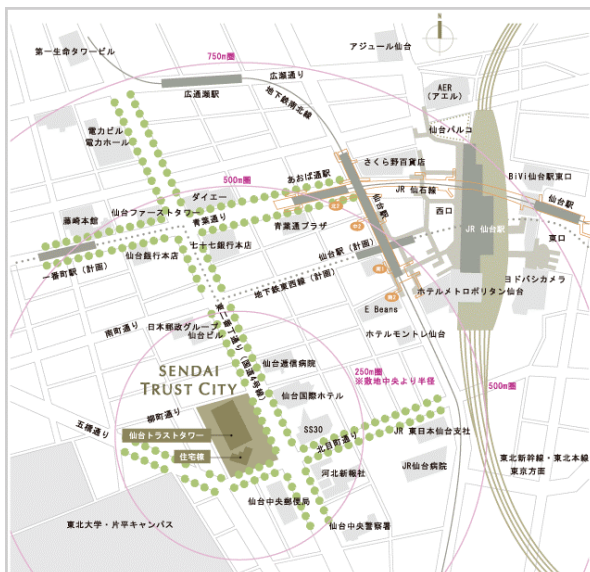 第一生命タワービル
アジュール仙台
750m圏
広瀬通り
広通瀬駅
地下鉄南北線
AER
(アエル)
仙台パルコ
電力ビル
電力ホール
さくら野百貨店
あおば通駅
500m圏
BiVi仙台駅東口
JR 仙石線
ダイエー
仙台駅
仙台駅
藤崎本館
仙台ファーストタワー
青葉通り
西口
青葉通プラザ
七十七銀行本店
仙台銀行本店
一番町駅(計画)
仙台駅(計画)
JR 仙台駅
東口
ヨドバシカメラ
地下鉄東西線(計画)
ホテルメトロポリタン仙台
E Beans
南町通り
日本郵政グループ
仙台ビル
東二番丁通り(国道4号線)
ホテルモントレ仙台
仙台逓信病院
SENDAI
TRUST CITY
250m圏
※敷地中央より半径
500m圏
仙台国際ホテル
柳町通り
五橋通り
SS30
仙台トラストタワー
北目町通り
JR 東日本仙台支社
住宅棟
河北新報社
JR仙台病院
東北新幹線・東北本線
東京方面
仙台中央郵便局
東北大学・片平キャンパス
仙台中央警察署